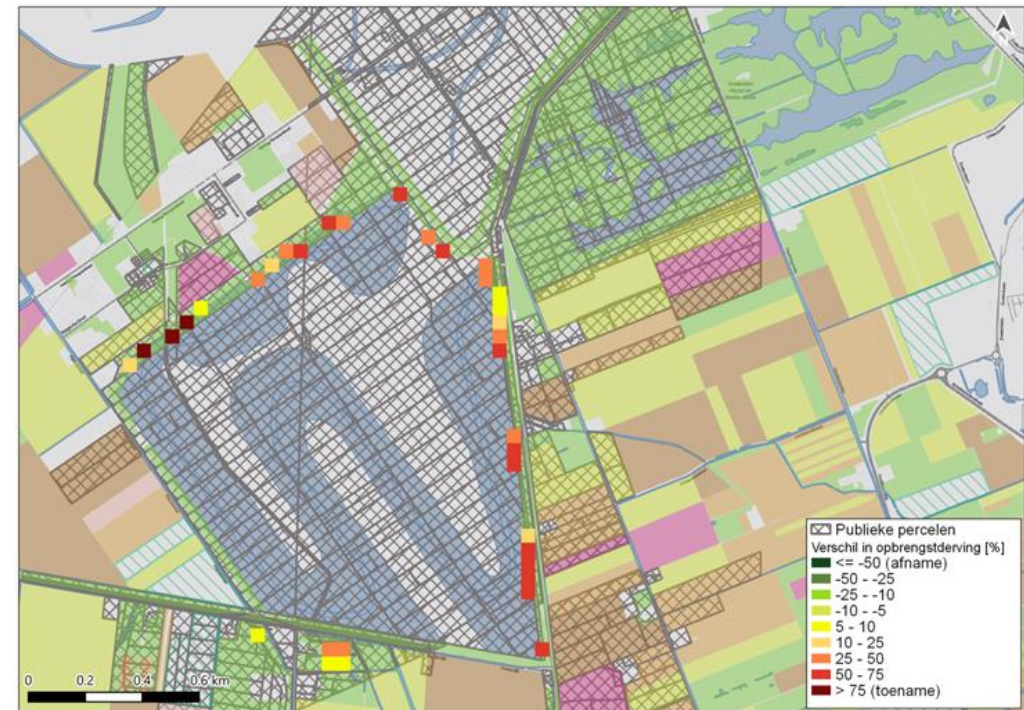 Publieke percelen
Verschil in opbrengstderving [%]
<= -50 (afname)
-50 - -25
-25 - -10
-10 - -5
5 - 10
10 - 25
25 - 50
50 - 75
> 75 (toename)
0 0.2 0.4 0.6 km